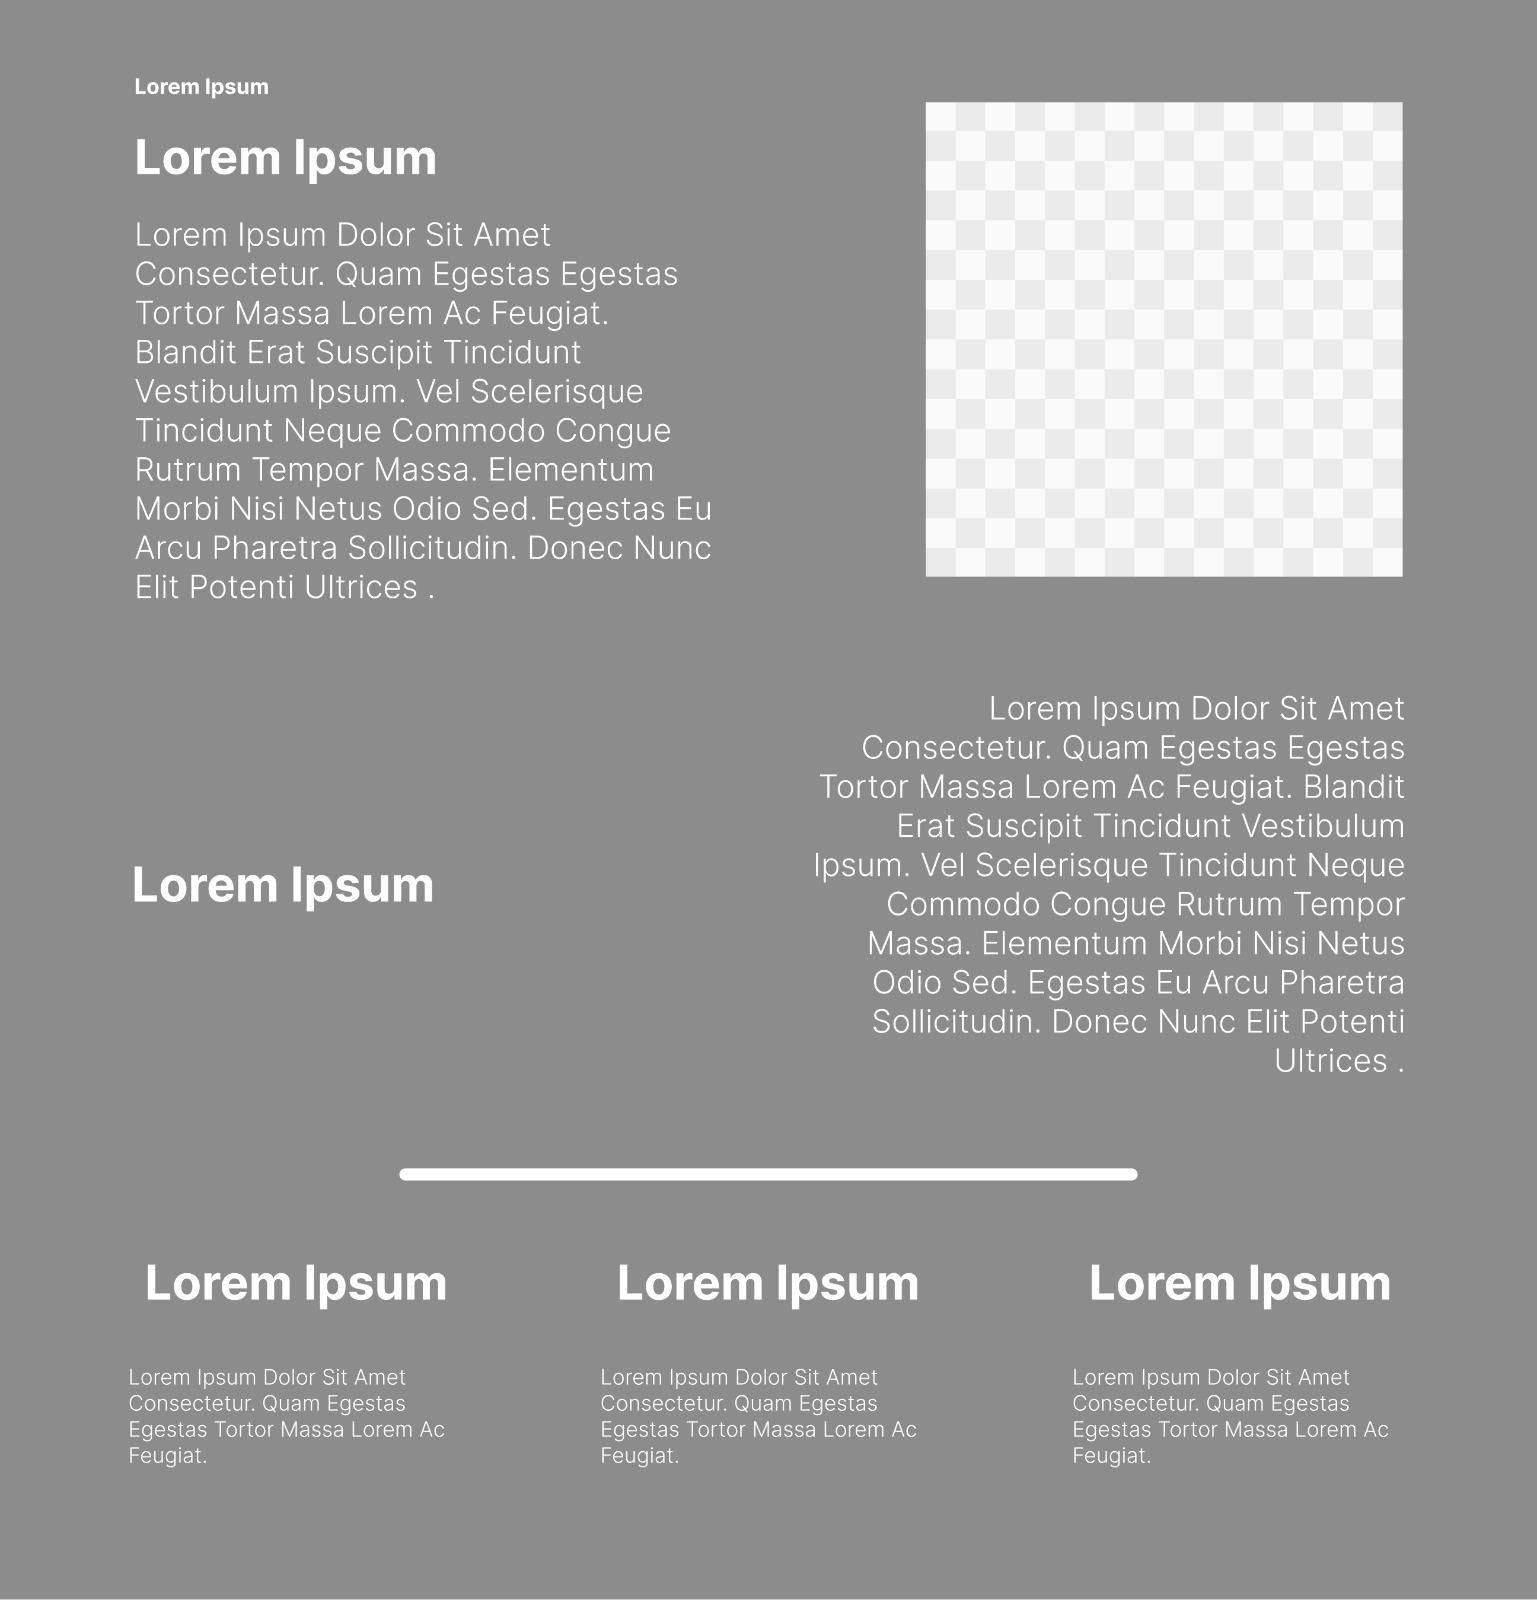 Lorem Ipsum
Lorem Ipsum
Lorem Ipsum Dolor Sit Amet
Consectetur. Quam Egestas Egestas
Tortor Massa Lorem Ac Feugiat.
Blandit Erat Suscipit Tincidunt
Vestibulum Ipsum. Vel Scelerisque
Tincidunt Neque Commodo Congue
Rutrum Tempor Massa. Elementum
Morbi Nisi Netus Odio Sed. Egestas Eu
Arcu Pharetra Sollicitudin. Donec Nunc
Elit Potenti Ultrices .
Lorem Ipsum
Lorem Ipsum Dolor Sit Amet
Consectetur. Quam Egestas Egestas
Tortor Massa Lorem Ac Feugiat. Blandit
Erat Suscipit Tincidunt Vestibulum
Ipsum. Vel Scelerisque Tincidunt Neque
Commodo Congue Rutrum Tempor
Massa. Elementum Morbi Nisi Netus
Odio Sed. Egestas Eu Arcu Pharetra
Sollicitudin. Donec Nunc Elit Potenti
Ultrices .
Lorem Ipsum
Lorem Ipsum Dolor Sit Amet
Consectetur. Quam Egestas
Egestas Tortor Massa Lorem Ac
Feugiat.
Lorem Ipsum
Lorem Ipsum Dolor Sit Amet
Consectetur. Quam Egestas
Egestas Tortor Massa Lorem Ac
Feugiat.
Lorem Ipsum
Lorem Ipsum Dolor Sit Amet
Consectetur. Quam Egestas
Egestas Tortor Massa Lorem Ac
Feugiat.